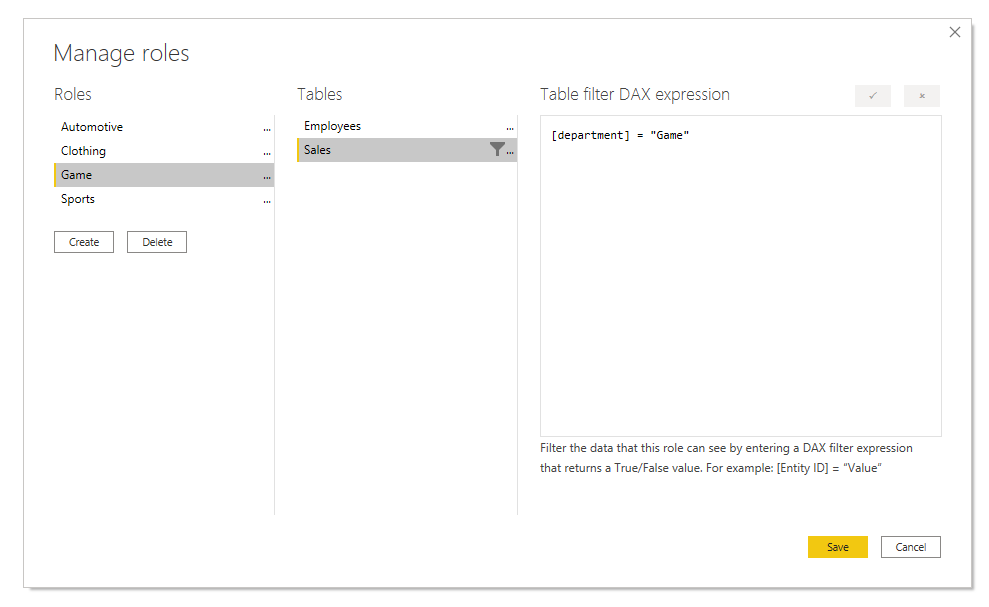 Manage roles
Roles
Automotive ...
Clothing ...
Game ...
Sports ...
Create Delete
Tables
Employees ...
Sales ...
Table filter DAX expression
[department] = "Game"
Filter the data that this role can see by entering a DAX filter expression
that returns a True/False value. For example: [Entity ID] = “Value”
Save Cancel